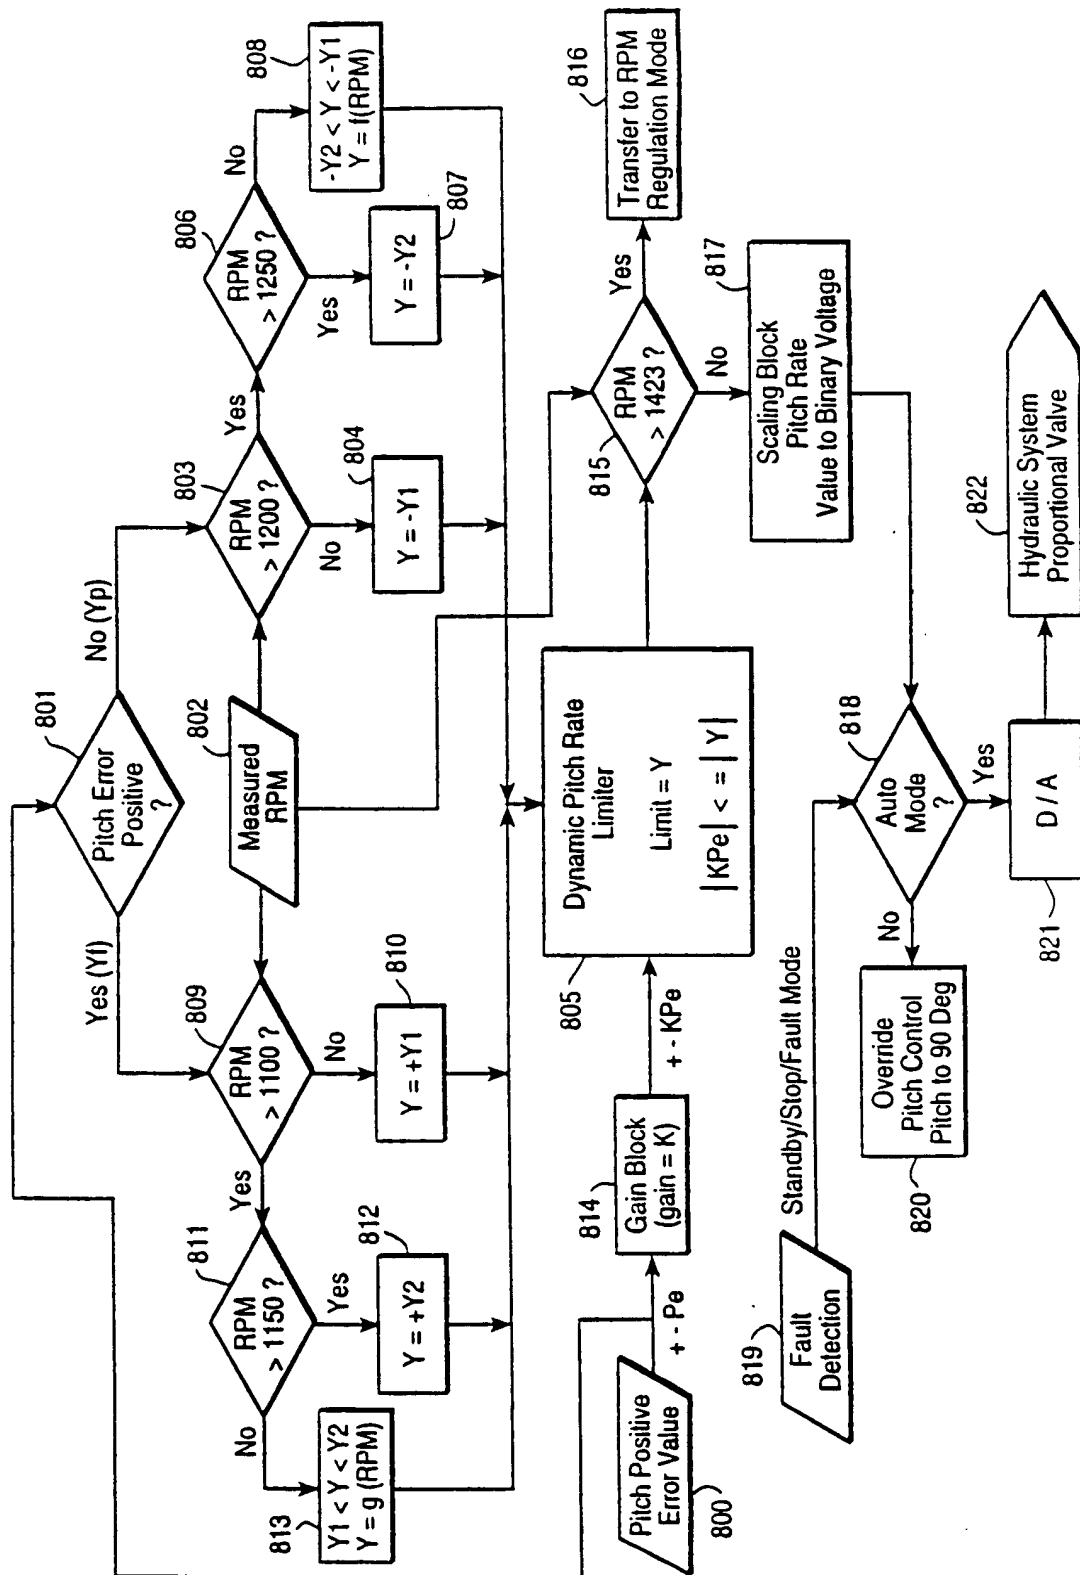 801
Pitch Error
Positive
?
Yes (Yf)
No (Yp)
802
Measured
RPM
809
RPM
> 1100 ?
No
Yes
810
Y = +Y1
811
RPM
> 1150 ?
Yes
No
812
Y = +Y2
813
Y1 < Y < Y2
Y = g (RPM)
803
RPM
> 1200 ?
No
Yes
804
Y = -Y1
806
RPM
> 1250 ?
Yes
No
807
Y = -Y2
808
-Y2 < Y < -Y1
Y = f(RPM)
800
Pitch Positive
Error Value
+ - Pe
814
Gain Block
(gain = K)
+ - KPe
805
Dynamic Pitch Rate
Limiter
Limit = Y
|KPe| < = |Y|
815
RPM
> 1423 ?
Yes
No
816
Transfer to RPM
Regulation Mode
817
Scaling Block
Pitch Rate
Value to Binary Voltage
819
Fault
Detection
Standby/Stop/Fault Mode
818
Auto
Mode
?
No
Yes
820
Override
Pitch Control
Pitch to 90 Deg
821
D / A
822
Hydraulic System
Proportional Valve